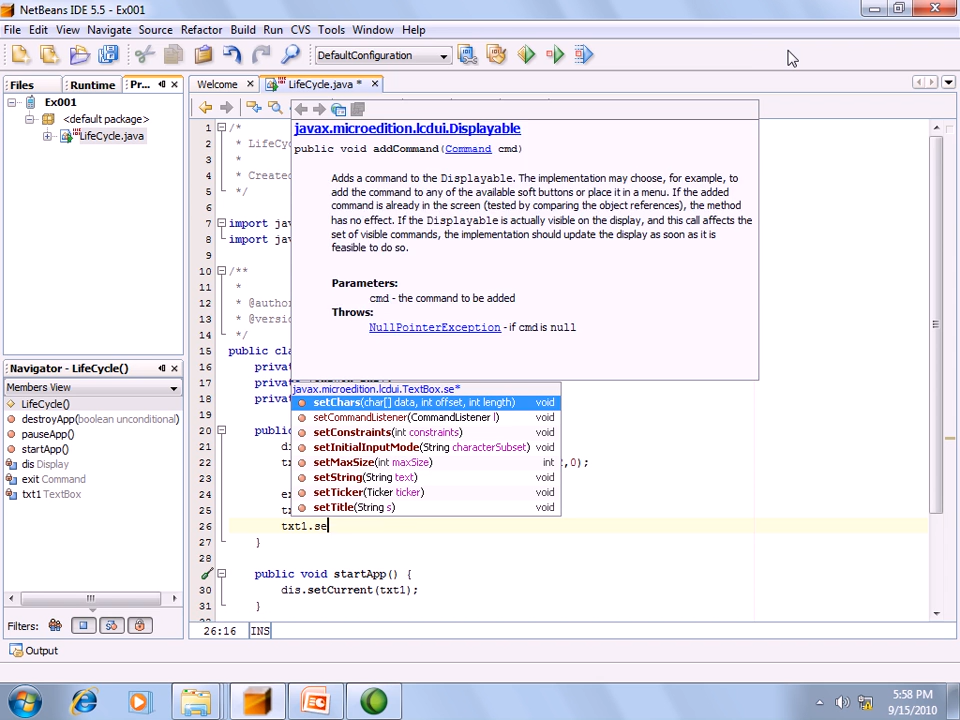 NetBeans IDE 5.5 - Ex001
File Edit View Navigate Source Refactor Build Run CVS Tools Window Help
DefaultConfiguration
Files Runtime Pr...
Welcome LifeCycle.java *
Ex001
<default package>
LifeCycle.java
javax.microedition.lcdui.Displayable
public void addCommand(Command cmd)
Adds a command to the Displayable. The implementation may choose, for example, to
add the command to any of the available soft buttons or place it in a menu. If the added
command is already in the screen (tested by comparing the object references), the method
has no effect. If the Displayable is actually visible on the display, and this call affects the
set of visible commands, the implementation should update the display as soon as it is
feasible to do so.
Parameters:
cmd - the command to be added
Throws:
NullPointerException - if cmd is null
1 /*
2 * LifeCyc
3 *
4 * Created
5 */
6
7 import jav
8 import jav
9
10 /**
11 *
12 * @author
13 * @versio
14 */
15 public cla
16 priva
17 priva
18 priva
19
20 publi
21 di
22 ,0);
23
24 ex
25
26 txt1.se
27 }
28
public void startApp() {
30 dis.setCurrent(txt1);
31 }
javax.microedition.lcdui.TextBox.se*
setChars(char[] data, int offset, int length) void
setCommandListener(CommandListener l) void
setConstraints(int constraints) void
setInitialInputMode(String characterSubset) void
setMaxSize(int maxSize) int
setString(String text) void
setTicker(Ticker ticker) void
setTitle(String s) void
Navigator - LifeCycle()
Members View
LifeCycle()
destroyApp(boolean unconditional)
pauseApp()
startApp()
dis Display
exit Command
txt1 TextBox
Filters:
26:16 INS
Output
5:58 PM
9/15/2010